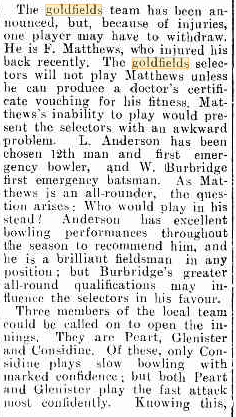 The goldfields team has been an-
nounced, but, because of injuries,
one player may have to withdraw.
He is F. Matthews, who injured his
back recently. The goldfields selec-
tors will not play Matthews unless
he can produce a doctor's certifi-
cate vouching for his fitness. Mat-
thews's inability to play would pre-
sent the selectors with an awkward
problem. L. Anderson has been
chosen 12th man and first emer-
gency bowler, and W. Burbridge
first emergency batsman. As Mat-
thews is an all-rounder, the ques-
tion arises: Who would play in his
stead? Anderson has excellent
bowling performances throughout
the season to recommend him, and
he is a brilliant fieldsman in any
position; but Burbridge's greater
all-round qualifications may in-
fluence the selectors in his favour.
Three members of the local team
could be called on to open the in-
nings. They are Peart, Glenister
and Considine. Of these, only Con-
sidine plays slow bowling with
marked confidence; but both Peart
and Glenister play the fast attack
most confidently. Knowing this,